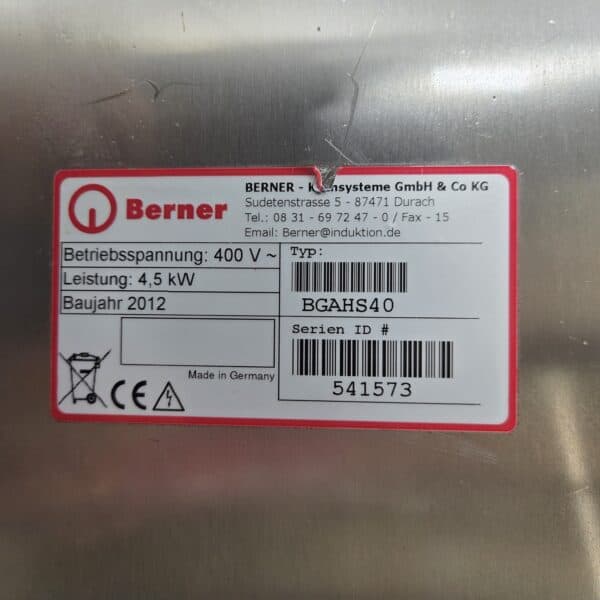 Berner
BERNER - GmbH & Co KG
Sudetenstrasse 5 - 87471 Durach
Tel.: 08 31 - 69 72 47 - 0 / Fax - 15
Email: Berner@induktion.de
Betriebsspannung: 400 V ~
Leistung: 4,5 kW
Baujahr 2012
Typ:
BGAHS40
Serien ID #
541573
Made in Germany
CE